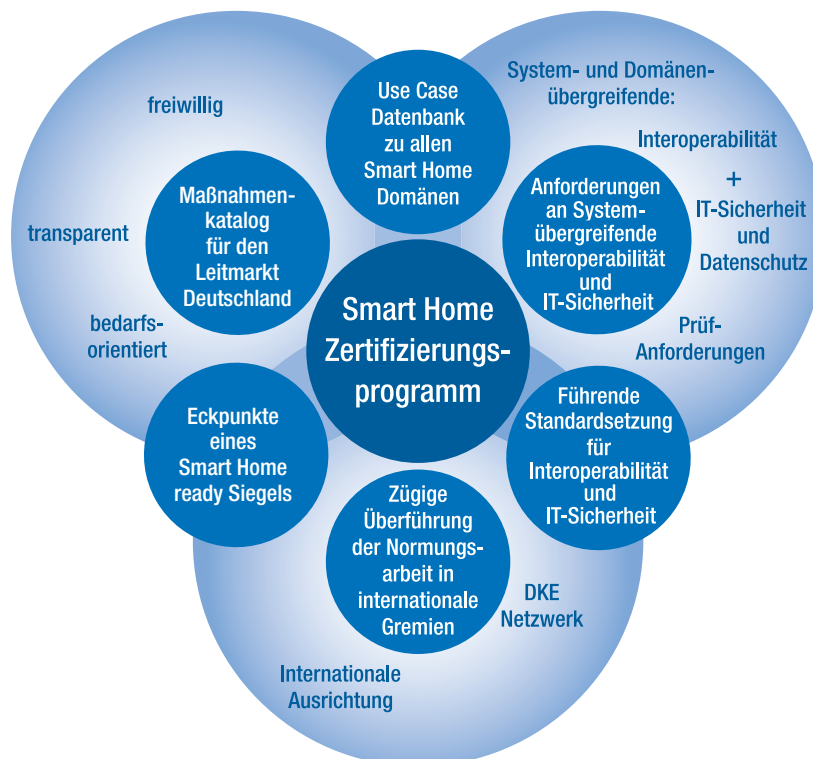 freiwillig
transparent
bedarfs-
orientiert
Use Case
Datenbank
zu allen
Smart Home
Domänen
System- und Domänen-
übergreifende:
Interoperabilität
+
IT-Sicherheit
und
Datenschutz
Prüf-
Anforderungen
Maßnahmen-
katalog
für den
Leitmarkt
Deutschland
Anforderungen
an System-
übergreifende
Interoperabilität
und
IT-Sicherheit
Smart Home
Zertifizierungs-
programm
Eckpunkte
eines
Smart Home
ready Siegels
Führende
Standardsetzung
für
Interoperabilität
und
IT-Sicherheit
Zügige
Überführung
der Normungs-
arbeit in
internationale
Gremien
DKE
Netzwerk
Internationale
Ausrichtung